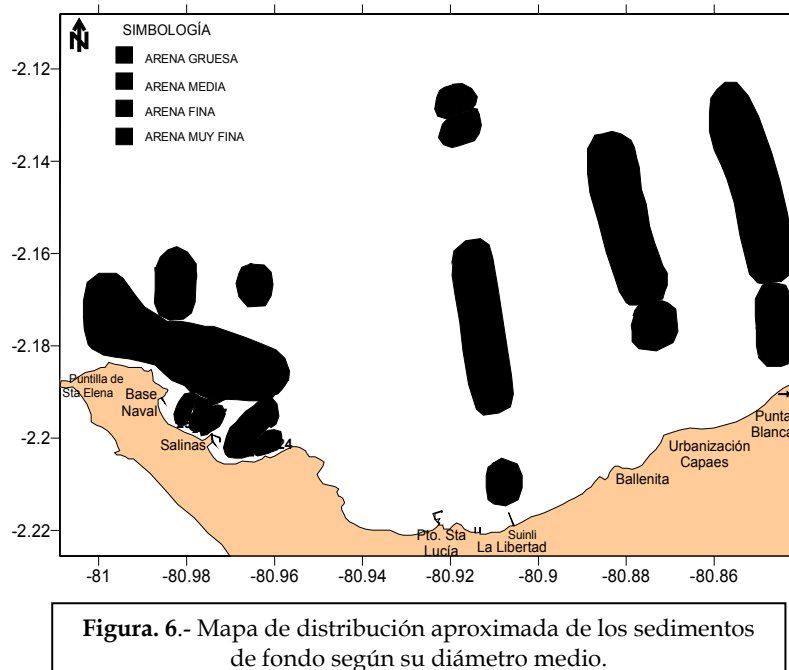 N
SIMBOLOGÍA
ARENA GRUESA
ARENA MEDIA
ARENA FINA
ARENA MUY FINA
-2.12
-2.14
-2.16
-2.18
-2.2
-2.22
Puntilla de
Sta Elena
Base
Naval
Salinas
24
Pto. Sta
Lucía
La Libertad
Suinli
Ballenita
Urbanización
Capaes
Punta
Blanca
-81
-80.98
-80.96
-80.94
-80.92
-80.9
-80.88
-80.86
Figura. 6.- Mapa de distribución aproximada de los sedimentos
de fondo según su diámetro medio.